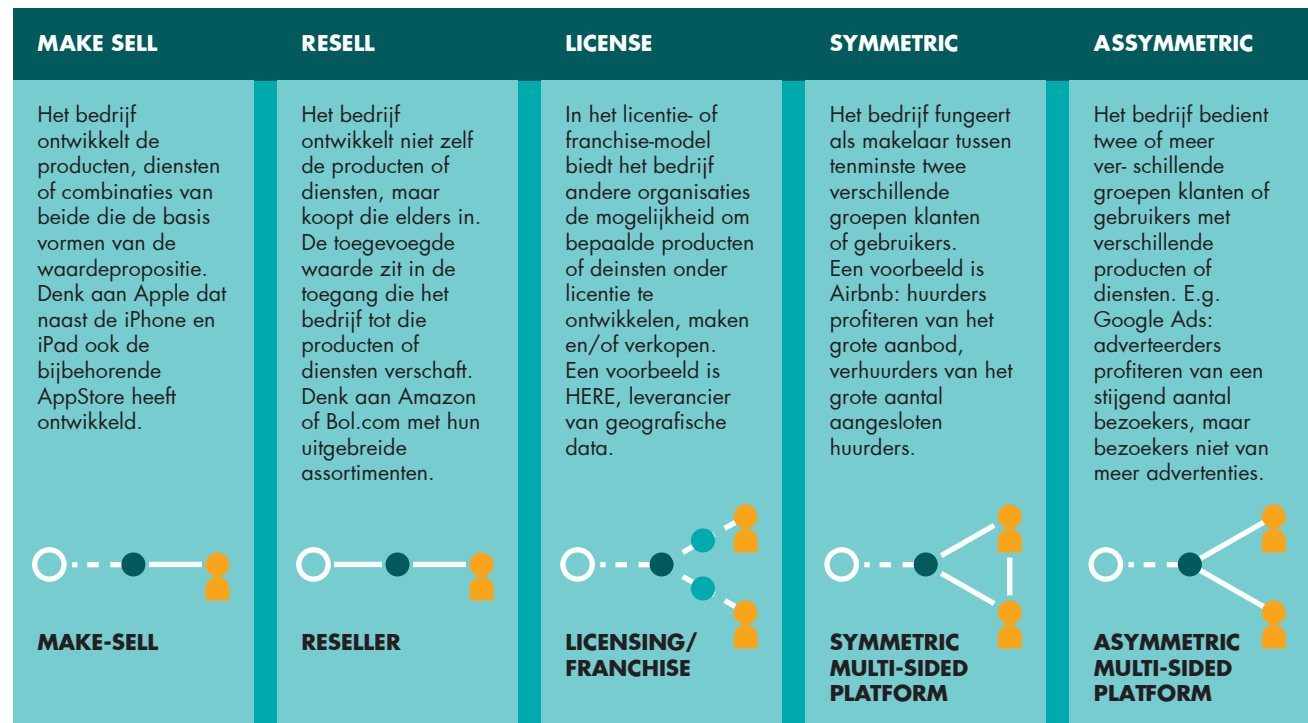 MAKE SELL
Het bedrijf
ontwikkelt de
producten, diensten
of combinaties van
beide die de basis
vormen van de
waardepropositie.
Denk aan Apple dat
naast de iPhone en
iPad ook de
bijbehorende
AppStore heeft
ontwikkeld.
MAKE-SELL
RESELL
Het bedrijf
ontwikkelt niet zelf
de producten of
diensten, maar
koopt die elders in.
De toegevoegde
waarde zit in de
toegang die het
bedrijf tot die
producten of
diensten verschaft.
Denk aan Amazon
of Bol.com met hun
uitgebreide
assortimenten.
RESELLER
LICENSE
In het licentie- of
franchise-model
biedt het bedrijf
andere organisaties
de mogelijkheid om
bepaalde producten
of deinsten onder
licentie te
ontwikkelen, maken
en/of verkopen.
Een voorbeeld is
HERE, leverancier
van geografische
data.
LICENSING/
FRANCHISE
SYMMETRIC
Het bedrijf fungeert
als makelaar tussen
tenminste twee
verschillende
groepen klanten
of gebruikers.
Een voorbeeld is
Airbnb: huurders
profiteren van het
grote aanbod,
verhuurders van het
grote aantal
aangesloten
huurders.
SYMMETRIC
MULTI-SIDED
PLATFORM
ASSYMMETRIC
Het bedrijf bedient
twee of meer
ver- schillende
groepen klanten of
gebruikers met
verschillende
producten of
diensten. E.g.
Google Ads:
adverteerders
profiteren van een
stijgend aantal
bezoekers, maar
bezoekers niet van
meer advertenties.
ASYMMETRIC
MULTI-SIDED
PLATFORM